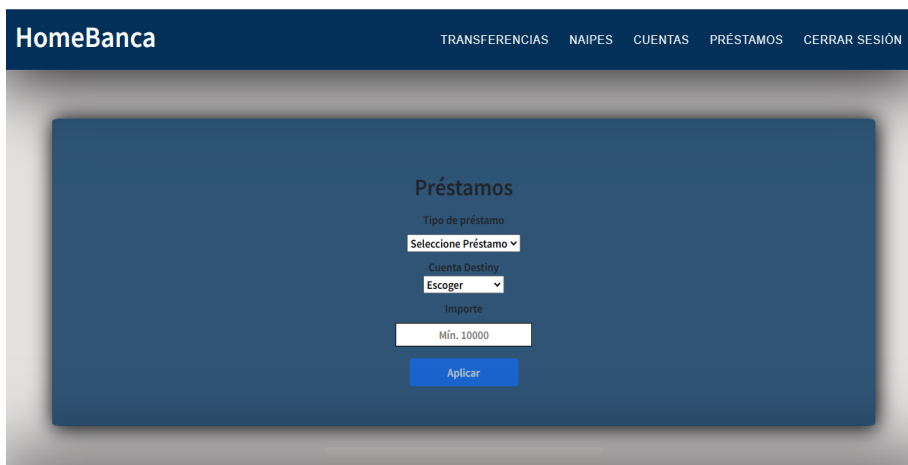 HomeBanca
TRANSFERENCIAS NAIPES CUENTAS PRÉSTAMOS CERRAR SESIÓN
Préstamos
Tipo de préstamo
Seleccione Préstamo
Cuenta Destiny
Escoger
Importe
Mín. 10000
Aplicar